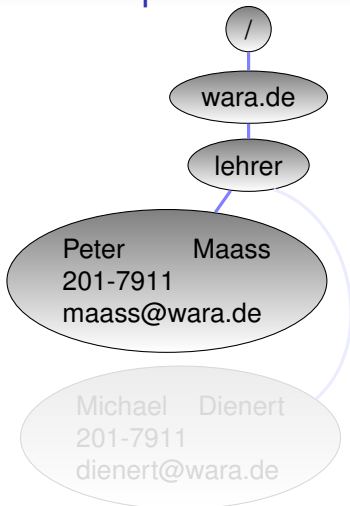 /
wara.de
lehrer
Peter Maass
201-7911
maass@wara.de
Michael Dienert
201-7911
dienert@wara.de